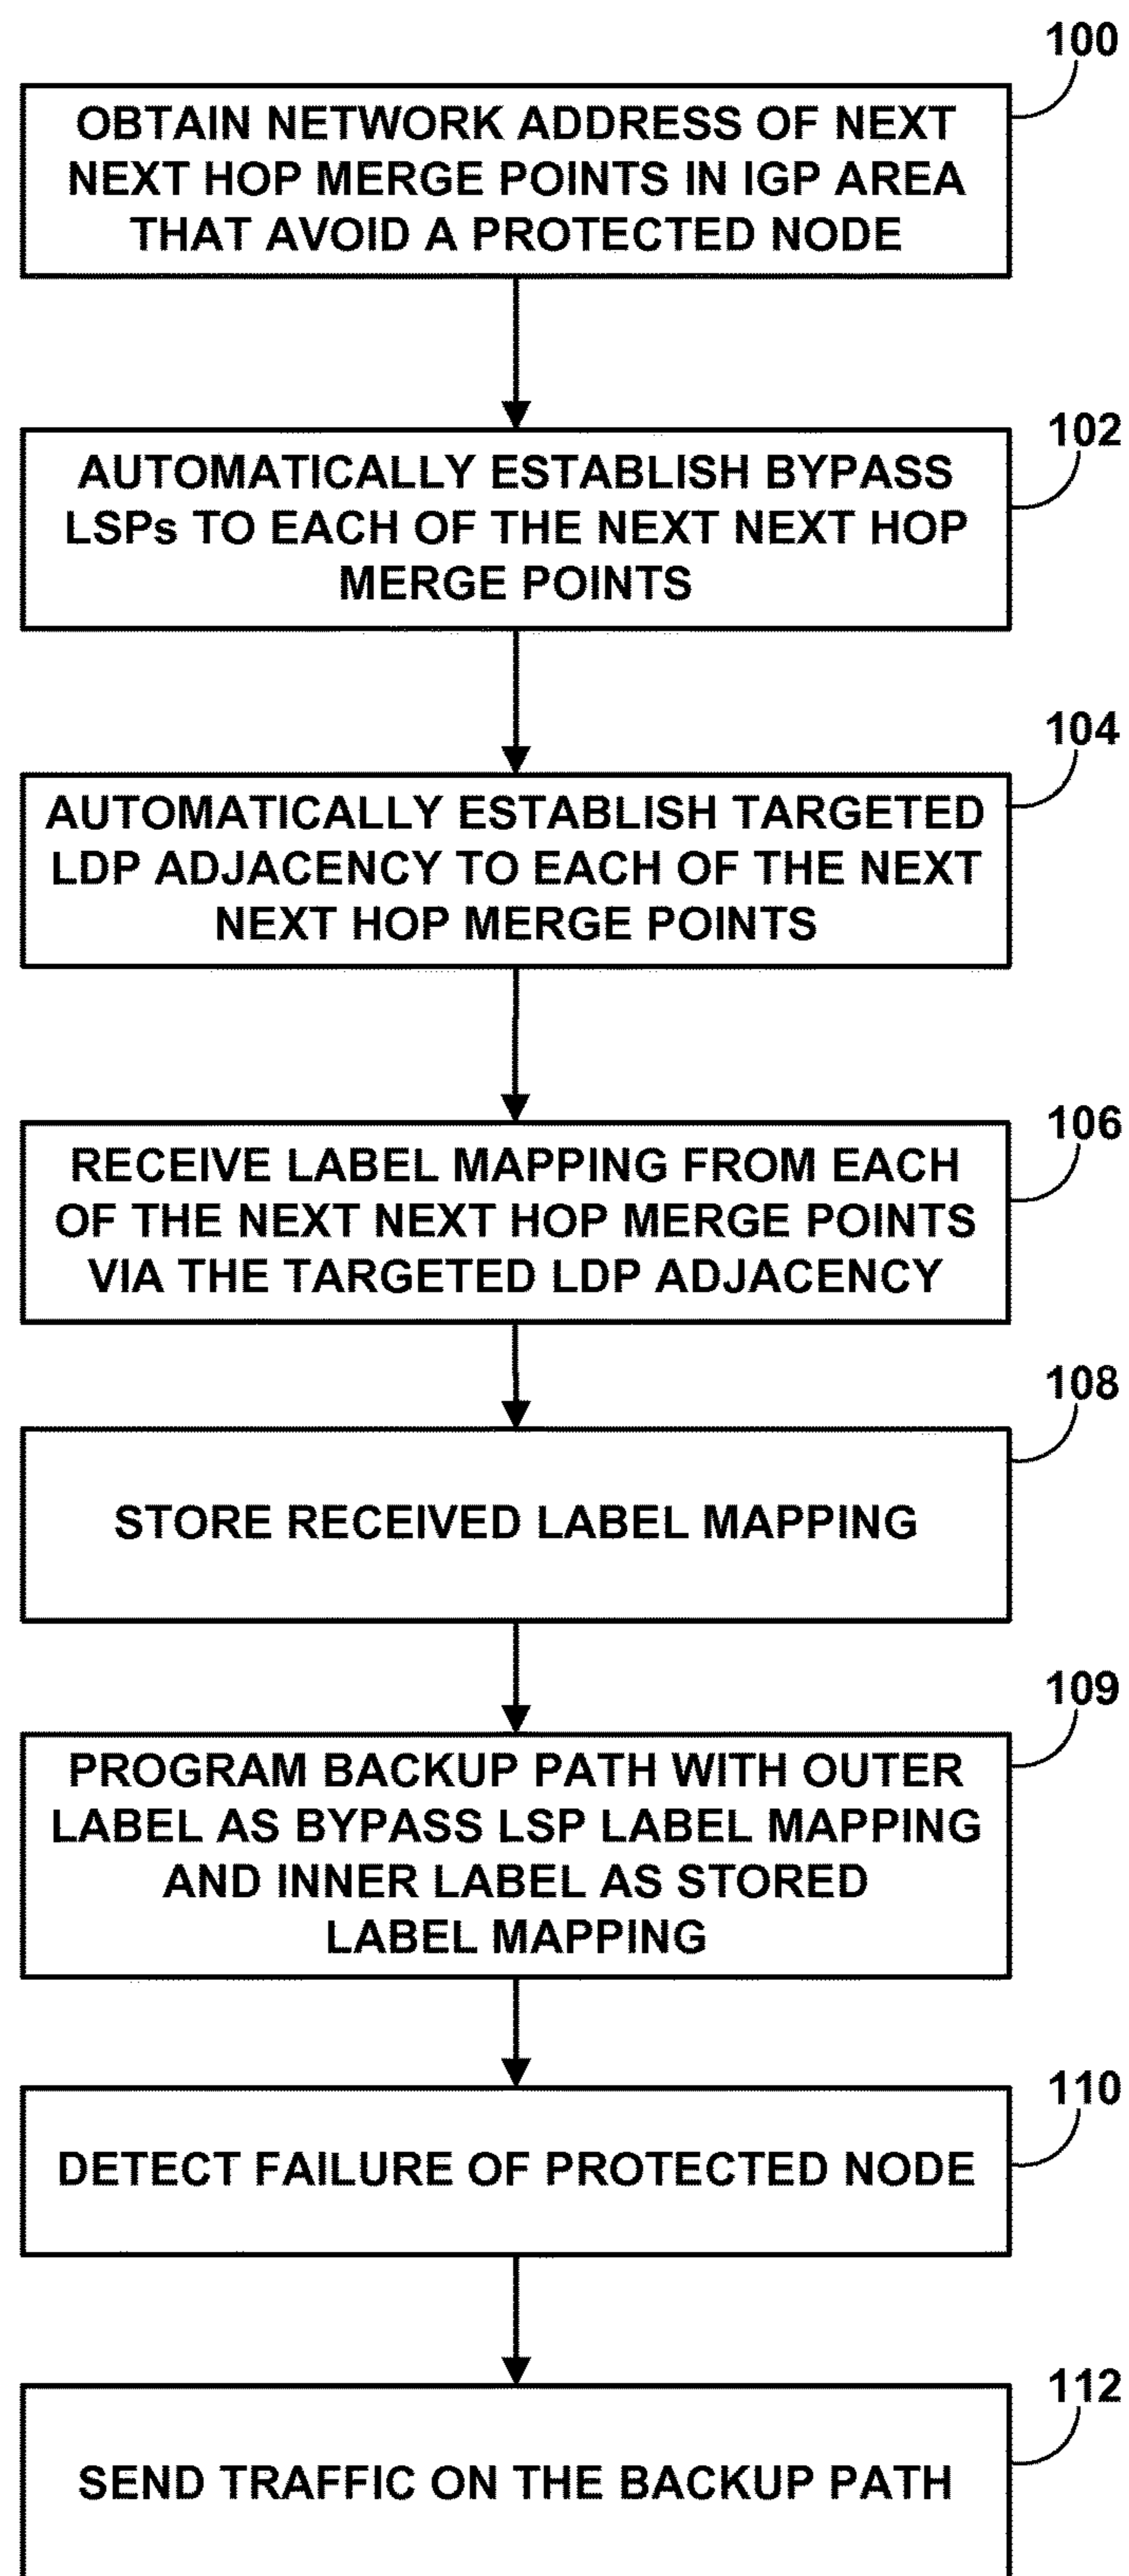 100
OBTAIN NETWORK ADDRESS OF NEXT
NEXT HOP MERGE POINTS IN IGP AREA
THAT AVOID A PROTECTED NODE
102
AUTOMATICALLY ESTABLISH BYPASS
LSPs TO EACH OF THE NEXT NEXT HOP
MERGE POINTS
104
AUTOMATICALLY ESTABLISH TARGETED
LDP ADJACENCY TO EACH OF THE NEXT
NEXT HOP MERGE POINTS
106
RECEIVE LABEL MAPPING FROM EACH
OF THE NEXT NEXT HOP MERGE POINTS
VIA THE TARGETED LDP ADJACENCY
108
STORE RECEIVED LABEL MAPPING
109
PROGRAM BACKUP PATH WITH OUTER
LABEL AS BYPASS LSP LABEL MAPPING
AND INNER LABEL AS STORED
LABEL MAPPING
110
DETECT FAILURE OF PROTECTED NODE
112
SEND TRAFFIC ON THE BACKUP PATH